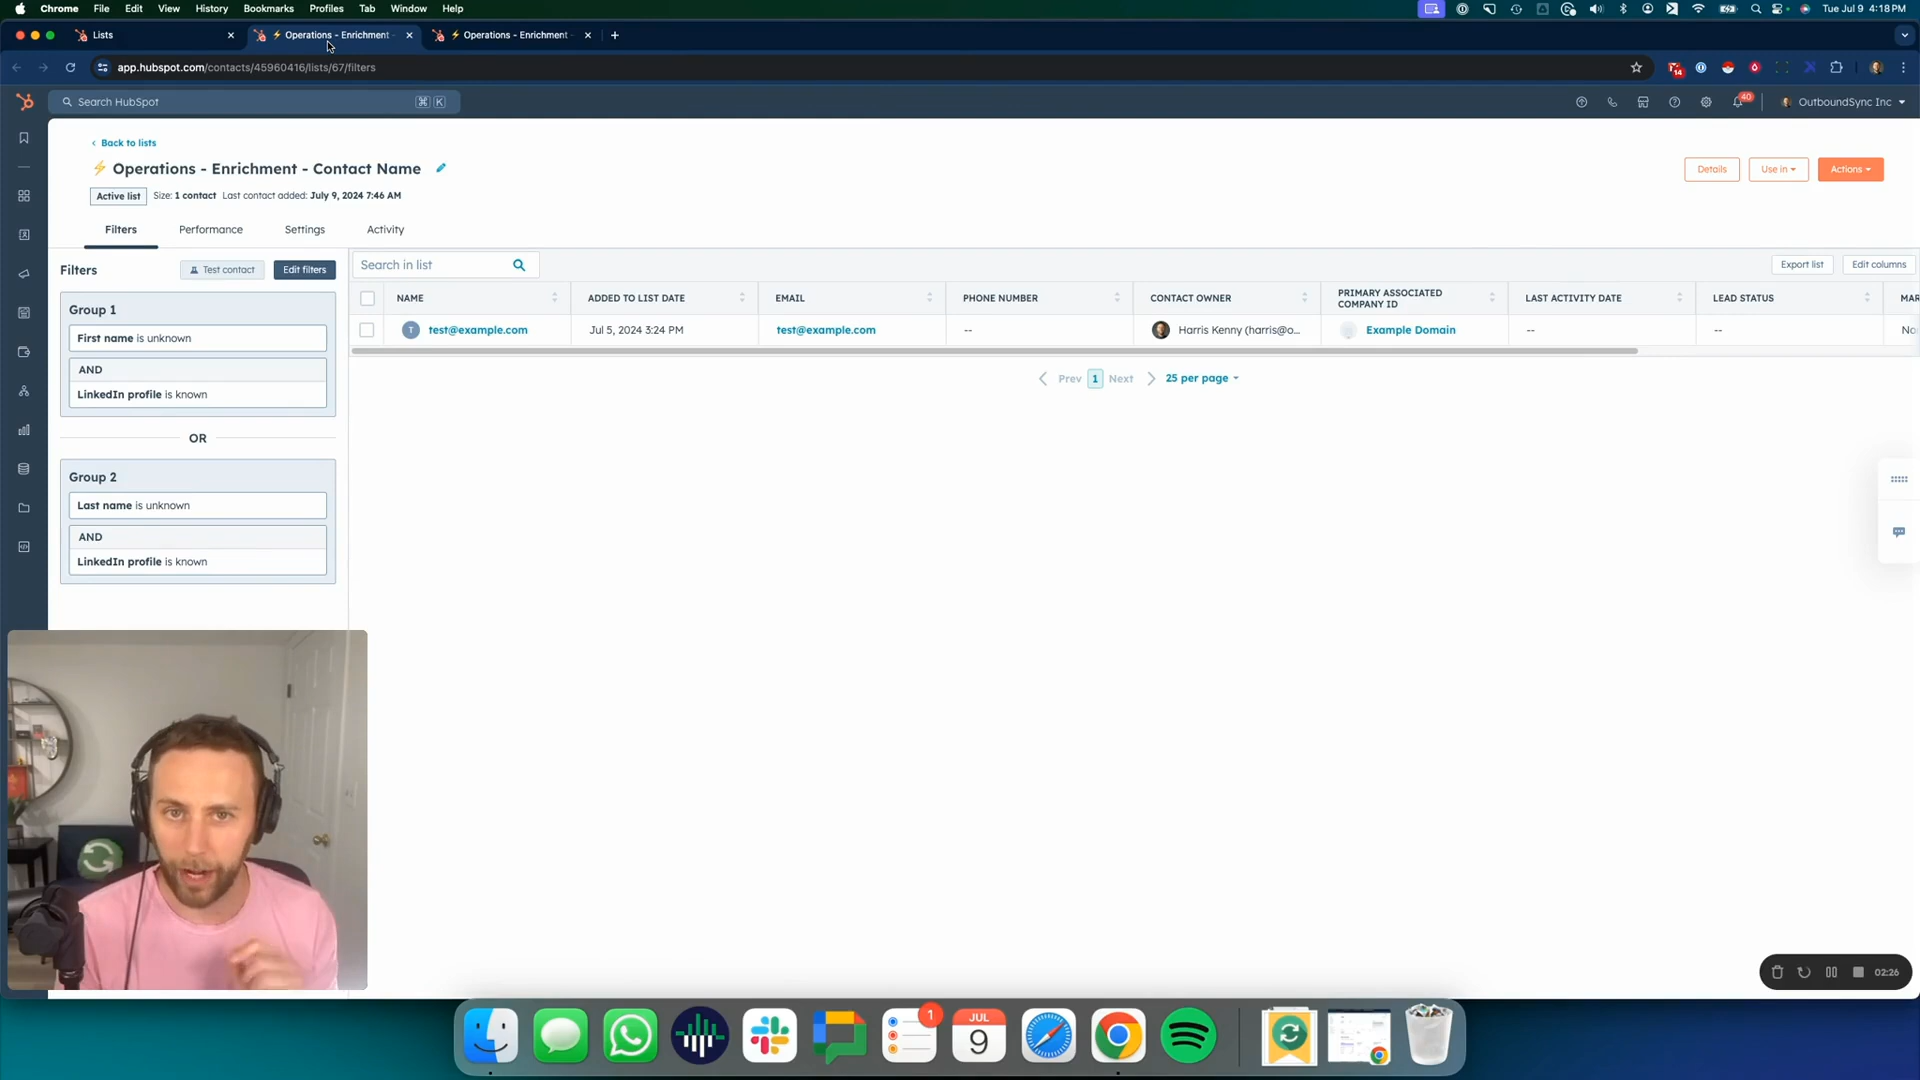 Chrome File Edit View History Bookmarks Profiles Tab Window Help Tue Jul 9 4:18 PM
Lists ⚡ Operations - Enrichment - ⚡ Operations - Enrichment
app.hubspot.com/contacts/45960416/lists/67/filters 14
Search HubSpot ⌘ K 40 OutboundSync Inc
Back to lists
⚡ Operations - Enrichment - Contact Name
Details Use in Actions
Active list Size: 1 contact Last contact added: July 9, 2024 7:46 AM
Filters Performance Settings Activity
Filters Test contact Edit filters
Search in list Export list Edit columns
NAME ADDED TO LIST DATE EMAIL PHONE NUMBER CONTACT OWNER PRIMARY ASSOCIATED COMPANY ID LAST ACTIVITY DATE LEAD STATUS MAR
T test@example.com Jul 5, 2024 3:24 PM test@example.com -- Harris Kenny (harris@o... Example Domain -- -- No
Prev 1 Next 25 per page
Group 1
First name is unknown
AND
LinkedIn profile is known
OR
Group 2
Last name is unknown
AND
LinkedIn profile is known
02:26
1
JUL
9